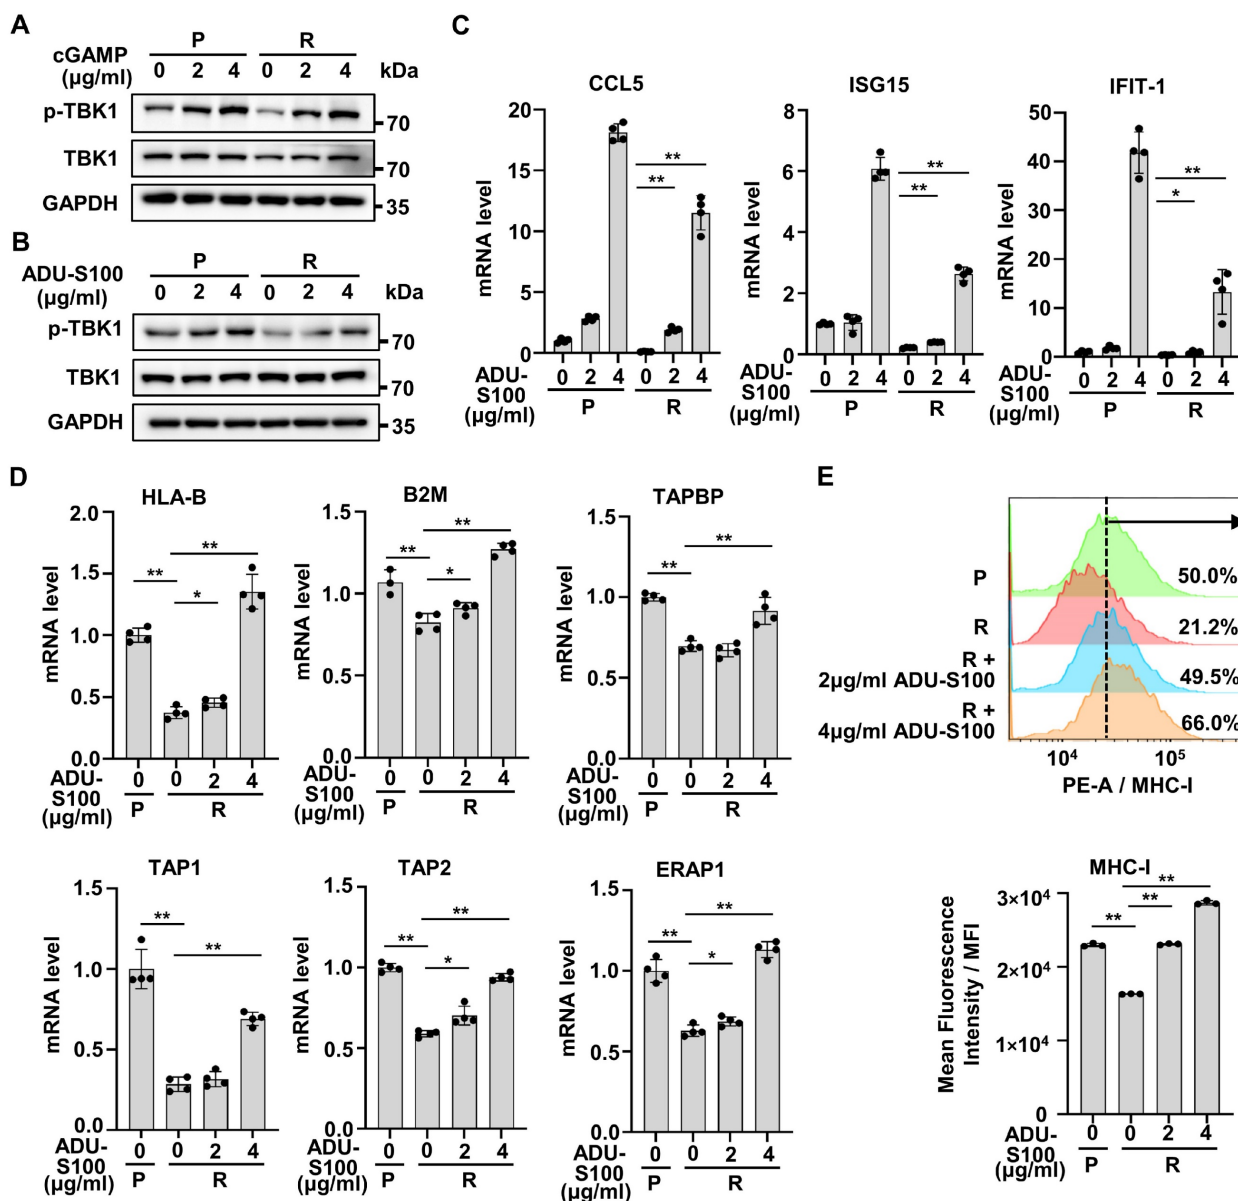 A
P R
cGAMP
(µg/ml)
0 2 4 0 2 4 kDa
p-TBK1
70
TBK1
70
GAPDH
35
B
P R
ADU-S100
(µg/ml)
0 2 4 0 2 4 kDa
p-TBK1
70
TBK1
70
GAPDH
35
C
CCL5
mRNA level
20
15
10
5
0
**
**
ADU-
S100
(µg/ml)
0 2 4 0 2 4
P R
ISG15
mRNA level
8
6
4
2
0
**
**
ADU-
S100
(µg/ml)
0 2 4 0 2 4
P R
IFIT-1
mRNA level
50
40
30
20
10
0
**
*
ADU-
S100
(µg/ml)
0 2 4 0 2 4
P R
D
HLA-B
mRNA level
2.0
1.5
1.0
0.5
0.0
**
**
*
ADU-
S100
(µg/ml)
0 0 2 4
P R
B2M
mRNA level
1.5
1.0
0.5
0.0
**
**
*
ADU-
S100
(µg/ml)
0 0 2 4
P R
TAPBP
mRNA level
1.5
1.0
0.5
0.0
**
**
ADU-
S100
(µg/ml)
0 0 2 4
P R
TAP1
mRNA level
1.5
1.0
0.5
0.0
**
**
ADU-
S100
(µg/ml)
0 0 2 4
P R
TAP2
mRNA level
1.5
1.0
0.5
0.0
**
**
*
ADU-
S100
(µg/ml)
0 0 2 4
P R
ERAP1
mRNA level
1.5
1.0
0.5
0.0
**
**
*
ADU-
S100
(µg/ml)
0 0 2 4
P R
E
P 50.0%
R 21.2%
R +
2µg/ml ADU-S100 49.5%
R +
4µg/ml ADU-S100 66.0%
10⁴ 10⁵
PE-A / MHC-I
MHC-I
Mean Fluorescence
Intensity / MFI
3×10⁴
2×10⁴
1×10⁴
0
**
**
**
ADU-
S100
(µg/ml)
0 0 2 4
P R